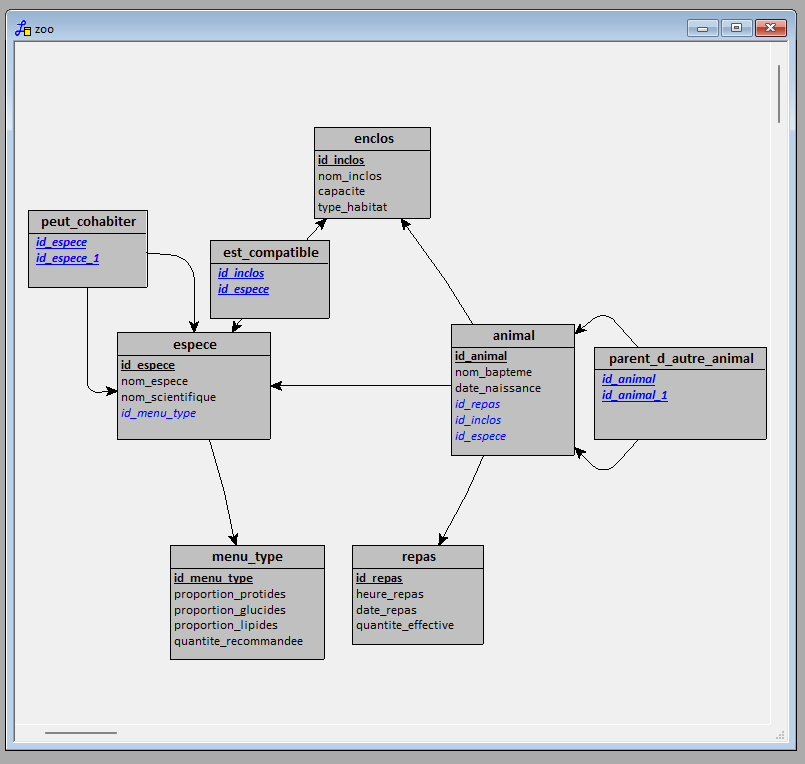 zoo
enclos
id_inclos
nom_inclos
capacite
type_habitat
peut_cohabiter
id_espece
id_espece_1
est_compatible
id_inclos
id_espece
espece
id_espece
nom_espece
nom_scientifique
id_menu_type
animal
id_animal
nom_bapteme
date_naissance
id_repas
id_inclos
id_espece
parent_d_autre_animal
id_animal
id_animal_1
menu_type
id_menu_type
proportion_protides
proportion_glucides
proportion_lipides
quantite_recommandee
repas
id_repas
heure_repas
date_repas
quantite_effective